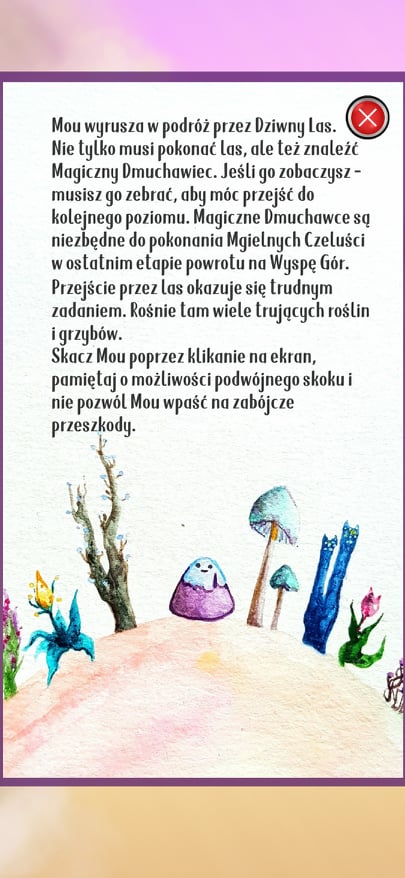 Mou wyrusza w podróż przez Dziwny Las.
Nie tylko musi pokonać las, ale też znaleźć
Magiczny Dmuchawiec. Jeśli go zobaczysz -
musisz go zebrać, aby móc przejść do
kolejnego poziomu. Magiczne Dmuchawce są
niezbędne do pokonania Mgielnych Czeluści
w ostatnim etapie powrotu na Wyspę Gór.
Przejście przez las okazuje się trudnym
zadaniem. Rośnie tam wiele trujących roślin
i grzybów.
Skacz Mou poprzez klikanie na ekran,
pamiętaj o możliwości podwójnego skoku i
nie pozwól Mou wpaść na zabójcze
przeszkody.